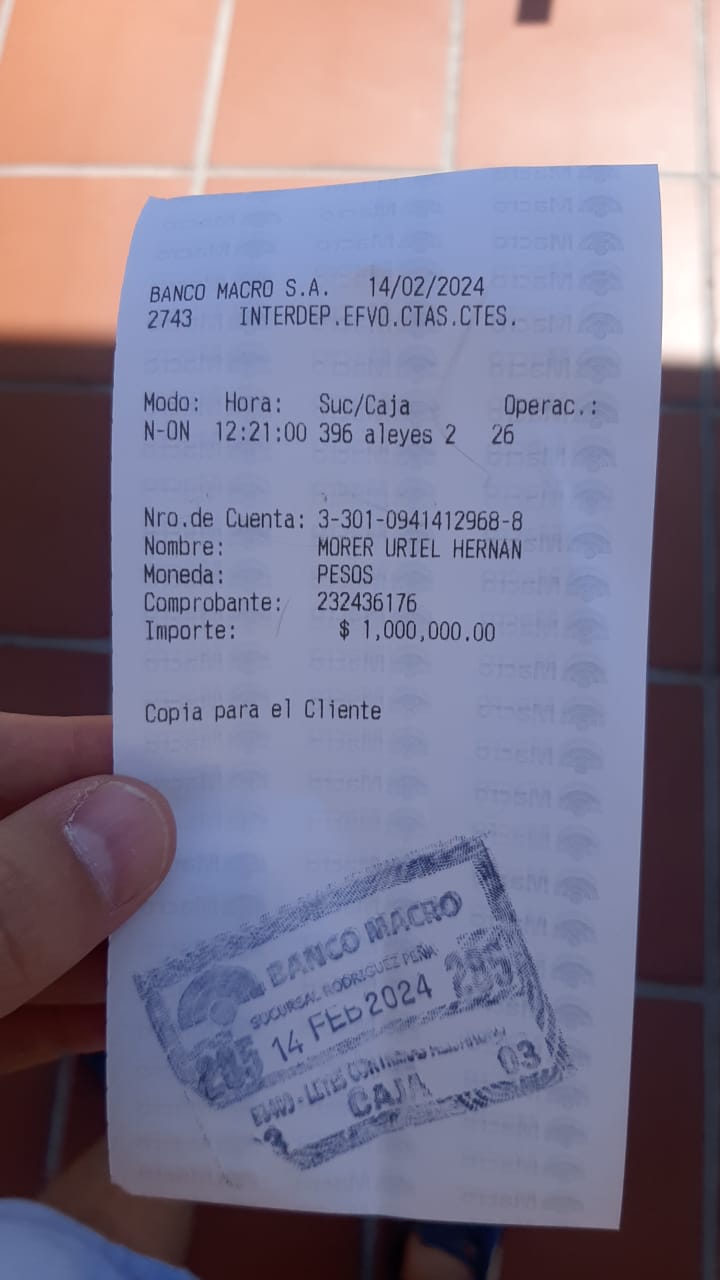 BANCO MACRO S.A. 14/02/2024
2743 INTERDEP.EFVO.CTAS.CTES.
Modo: Hora: Suc/Caja Operac.:
N-ON 12:21:00 396 aleyes 2 26
Nro.de Cuenta: 3-301-0941412968-8
Nombre: MORER URIEL HERNAN
Moneda: PESOS
Comprobante: 232436176
Importe: $ 1,000,000.00
Copia para el Cliente
BANCO MACRO
SUCURSAL RODRIGUEZ PEÑA
285 14 FEB 2024 285
CAJA 03